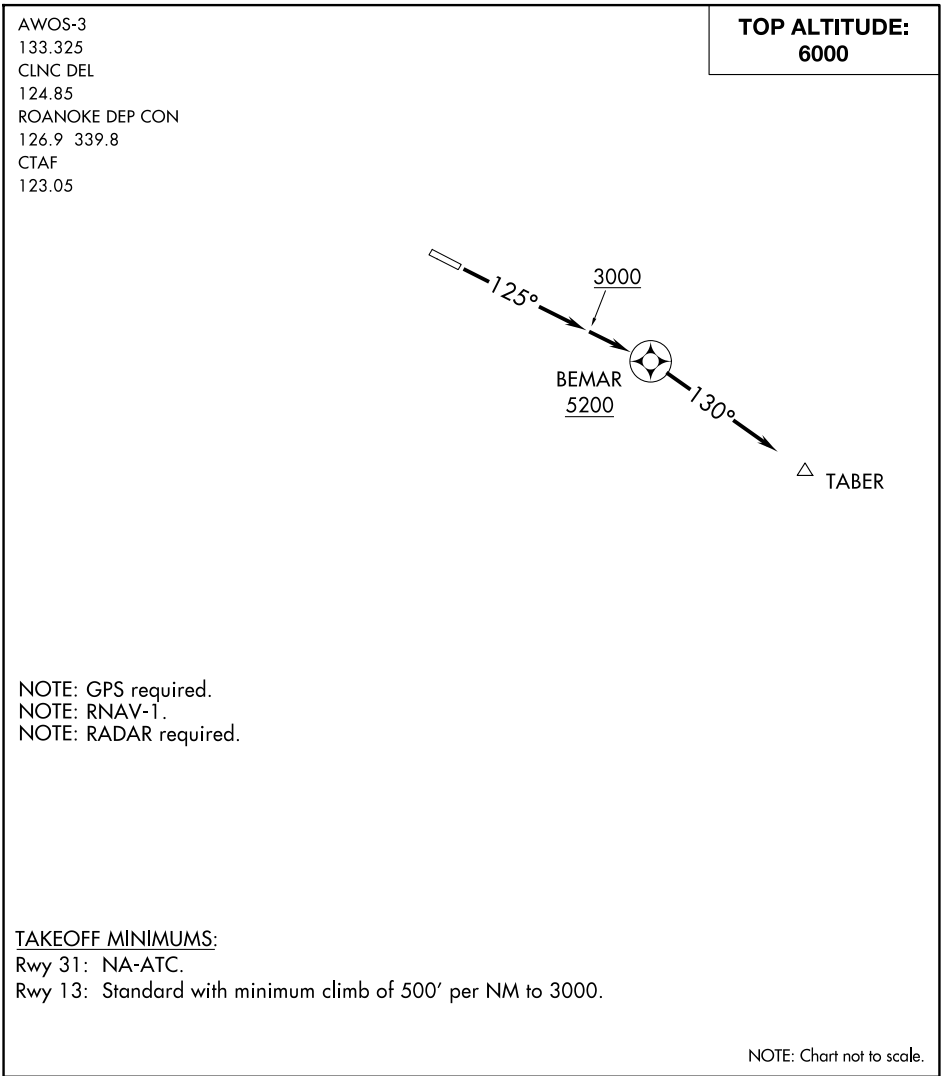 AWOS-3
133.325
CLNC DEL
124.85
ROANOKE DEP CON
126.9 339.8
CTAF
123.05
TOP ALTITUDE:
6000
125°
3000
BEMAR
5200
130°
TABER
NOTE: GPS required.
NOTE: RNAV-1.
NOTE: RADAR required.
TAKEOFF MINIMUMS:
Rwy 31: NA-ATC.
Rwy 13: Standard with minimum climb of 500' per NM to 3000.
NOTE: Chart not to scale.